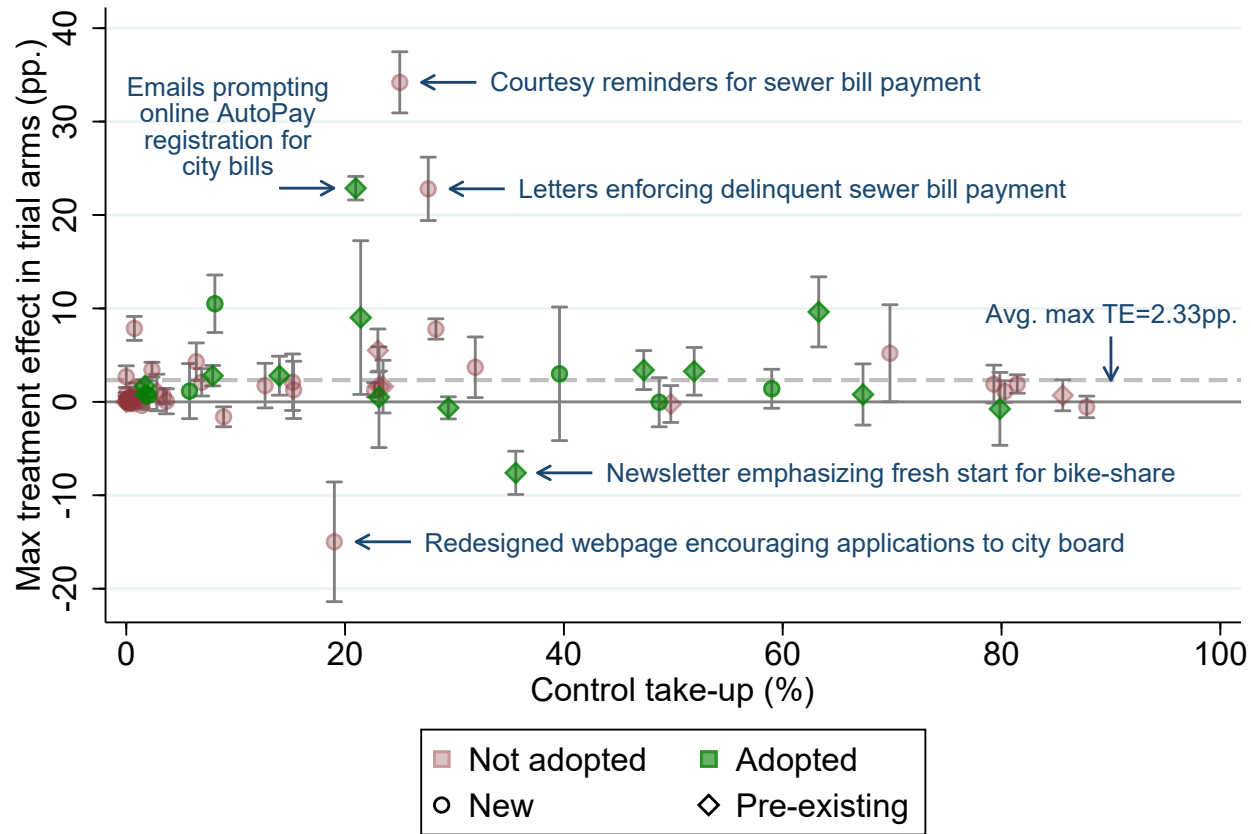 Max treatment effect in trial arms (pp.)
40
30
20
10
0
-10
-20
Emails prompting
online AutoPay
registration for
city bills
Courtesy reminders for sewer bill payment
Letters enforcing delinquent sewer bill payment
Avg. max TE=2.33pp.
Newsletter emphasizing fresh start for bike-share
Redesigned webpage encouraging applications to city board
0 20 40 60 80 100
Control take-up (%)
Not adopted Adopted
New Pre-existing